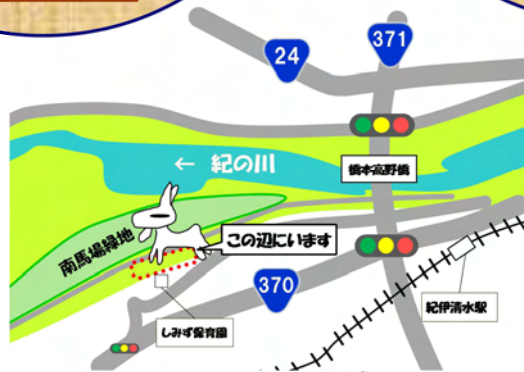 24
371
← 紀の川
橋本高野橋
南馬場緑地
この辺にいます
370
紀伊清水駅
しみず保育園